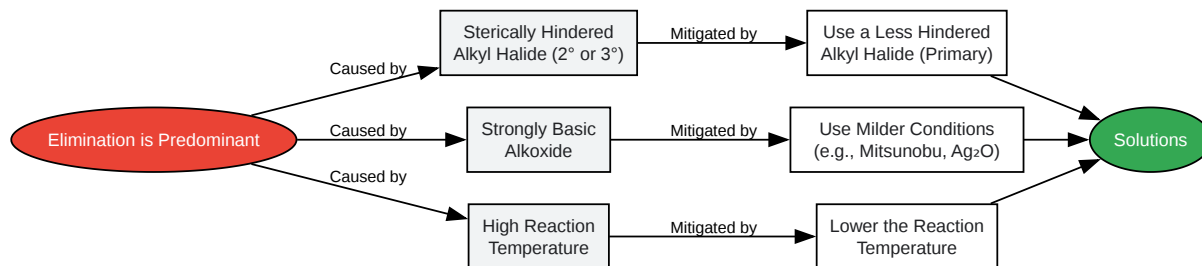 Elimination is Predominant
Caused by
Sterically Hindered
Alkyl Halide (2° or 3°)
Mitigated by
Use a Less Hindered
Alkyl Halide (Primary)
Caused by
Strongly Basic
Alkoxide
Mitigated by
Use Milder Conditions
(e.g., Mitsunobu, Ag₂O)
Caused by
High Reaction
Temperature
Mitigated by
Lower the Reaction
Temperature
Solutions